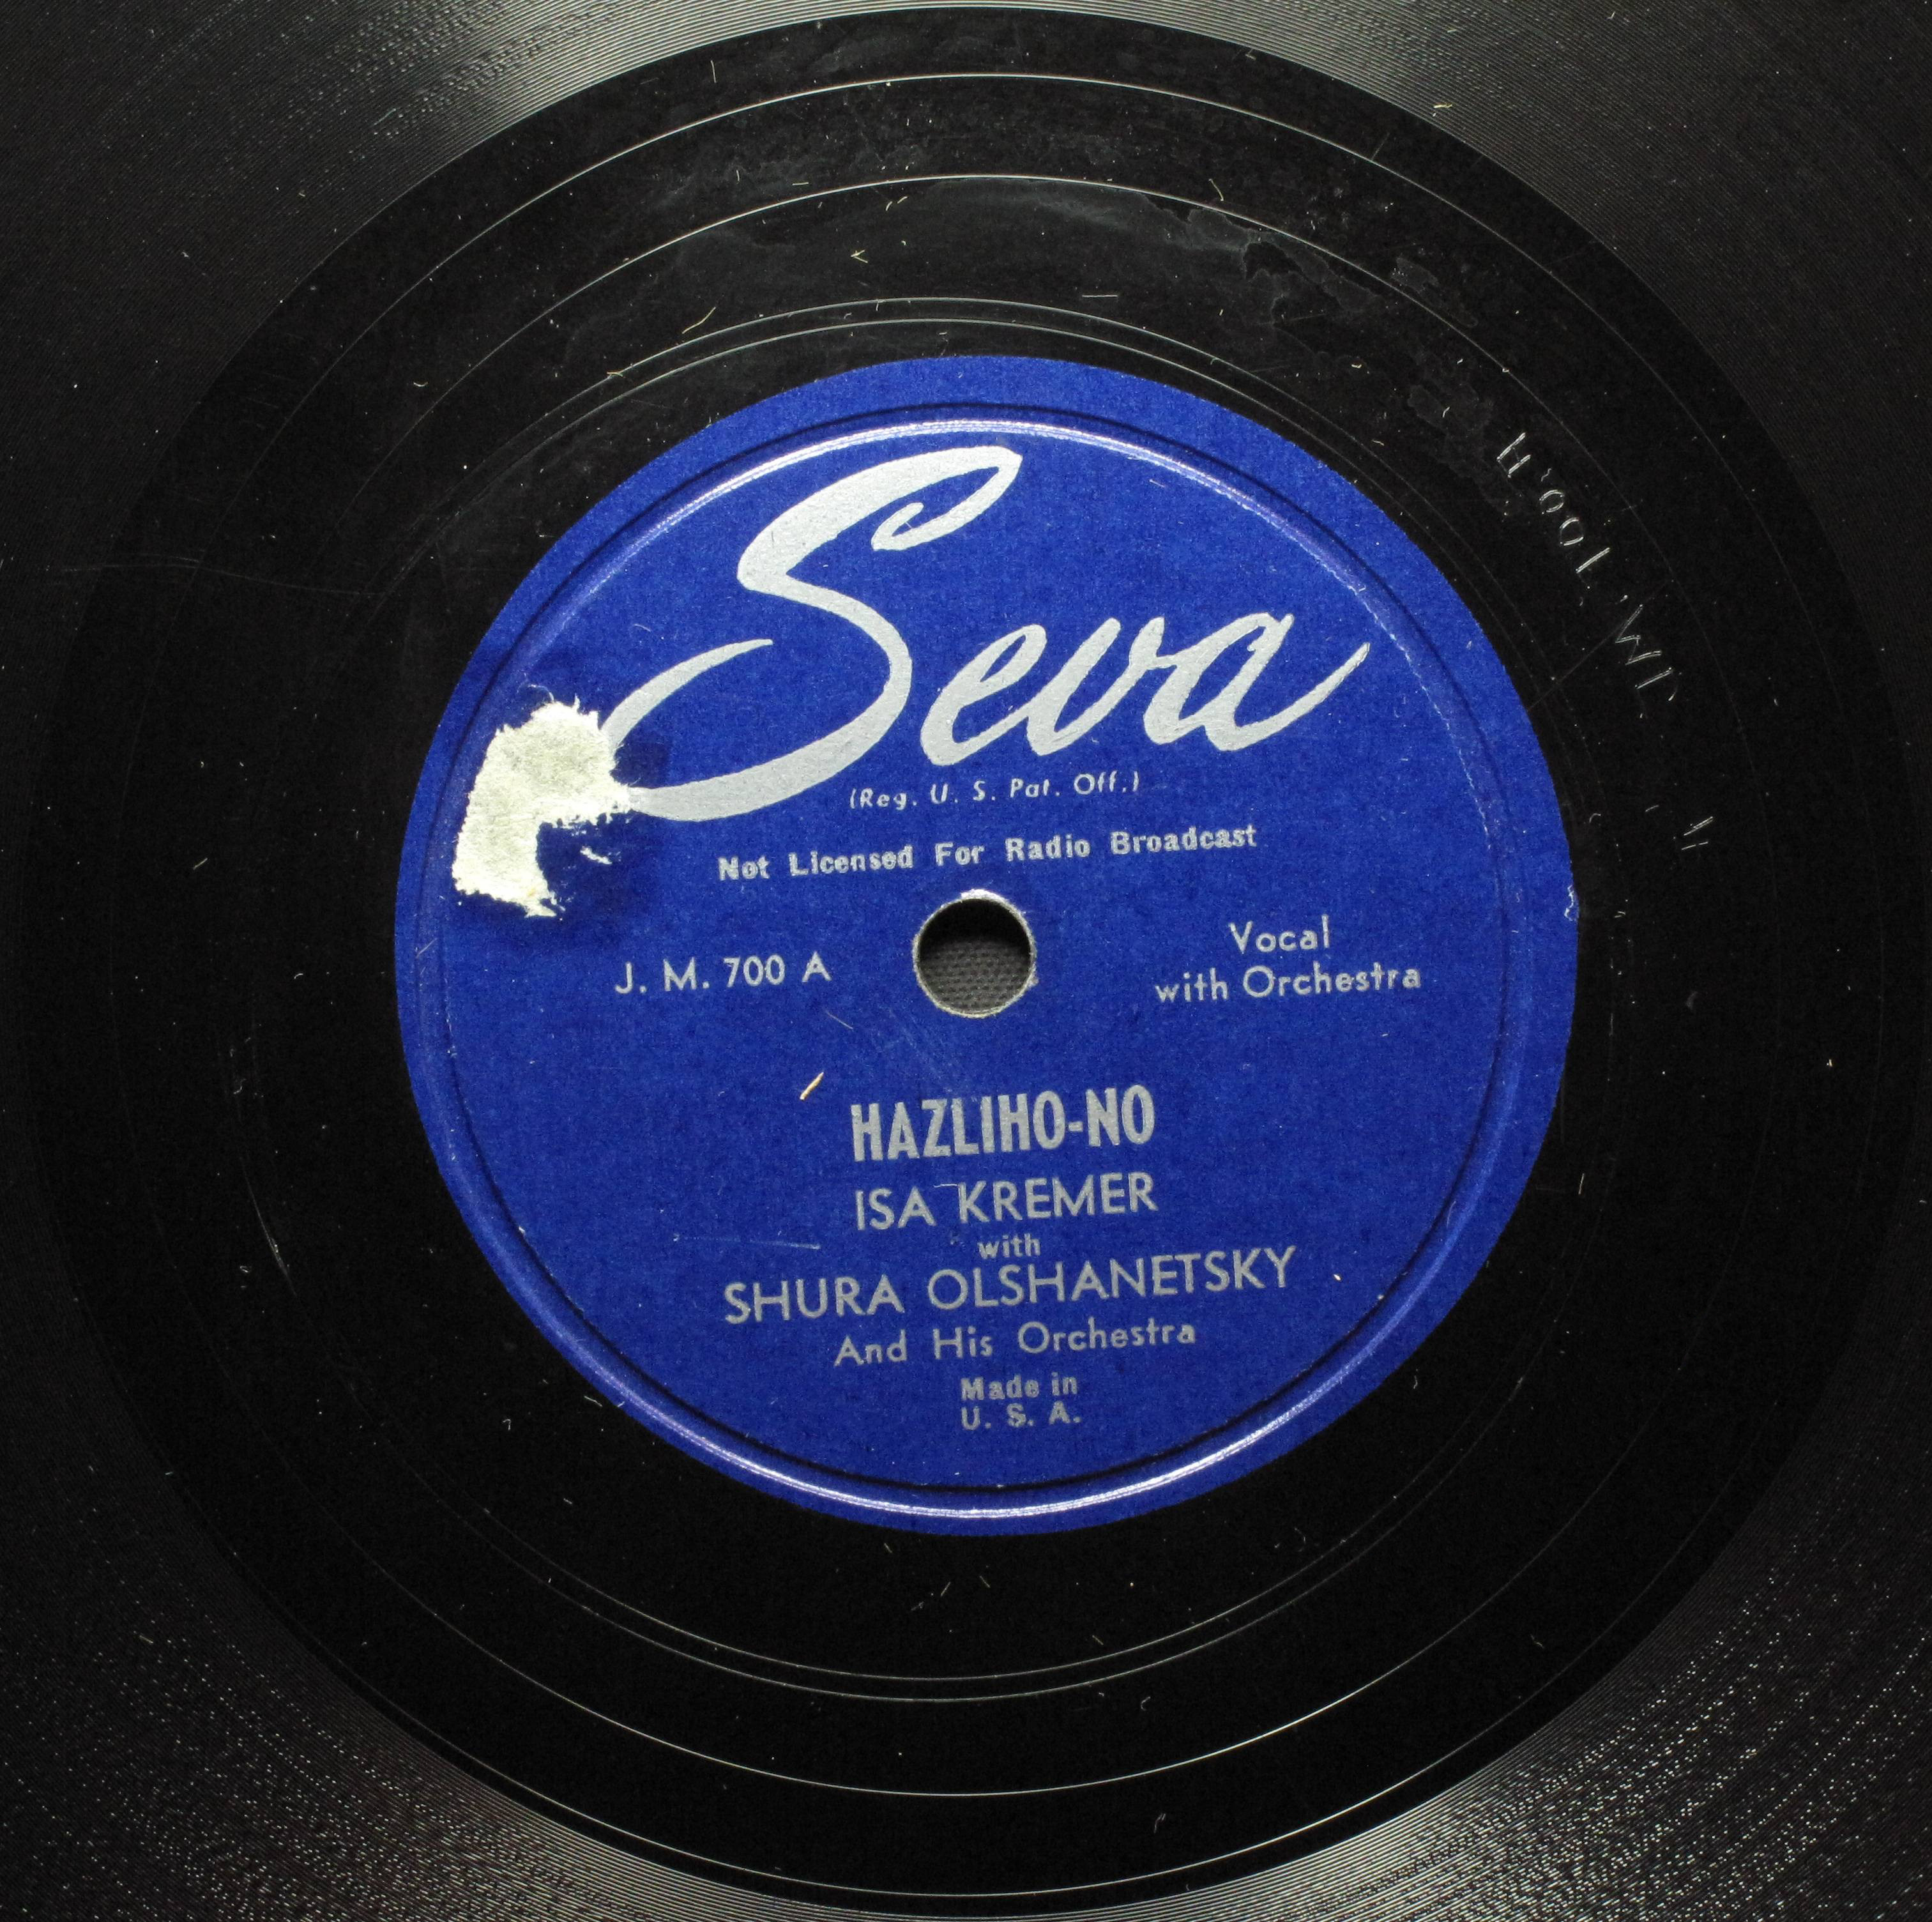 Seva
(Reg. U. S. Pat. Off.)
Not Licensed For Radio Broadcast
J. M. 700 A
Vocal
with Orchestra
HAZLIHO-NO
ISA KREMER
with
SHURA OLSHANETSKY
And His Orchestra
Made in
U. S. A.